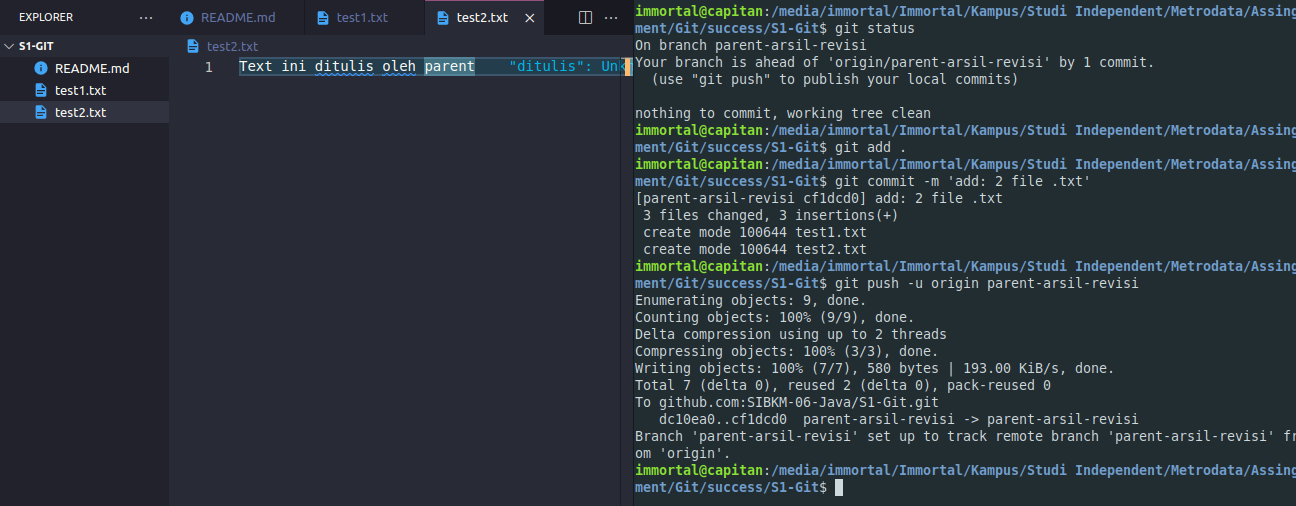 EXPLORER ···
S1-GIT
README.md
test1.txt
test2.txt
README.md test1.txt test2.txt ···
test2.txt
1 Text ini ditulis oleh parent "ditulis": Unk
immortal@capitan:/media/immortal/Immortal/Kampus/Studi Independent/Metrodata/Assing
ment/Git/success/S1-Git$ git status
On branch parent-arsil-revisi
Your branch is ahead of 'origin/parent-arsil-revisi' by 1 commit.
(use "git push" to publish your local commits)
nothing to commit, working tree clean
immortal@capitan:/media/immortal/Immortal/Kampus/Studi Independent/Metrodata/Assing
ment/Git/success/S1-Git$ git add .
immortal@capitan:/media/immortal/Immortal/Kampus/Studi Independent/Metrodata/Assing
ment/Git/success/S1-Git$ git commit -m 'add: 2 file .txt'
[parent-arsil-revisi cf1dcd0] add: 2 file .txt
3 files changed, 3 insertions(+)
create mode 100644 test1.txt
create mode 100644 test2.txt
immortal@capitan:/media/immortal/Immortal/Kampus/Studi Independent/Metrodata/Assing
ment/Git/success/S1-Git$ git push -u origin parent-arsil-revisi
Enumerating objects: 9, done.
Counting objects: 100% (9/9), done.
Delta compression using up to 2 threads
Compressing objects: 100% (3/3), done.
Writing objects: 100% (7/7), 580 bytes | 193.00 KiB/s, done.
Total 7 (delta 0), reused 2 (delta 0), pack-reused 0
To github.com:SIBKM-06-Java/S1-Git.git
dc10ea0..cf1dcd0 parent-arsil-revisi -> parent-arsil-revisi
Branch 'parent-arsil-revisi' set up to track remote branch 'parent-arsil-revisi' fr
om 'origin'.
immortal@capitan:/media/immortal/Immortal/Kampus/Studi Independent/Metrodata/Assing
ment/Git/success/S1-Git$